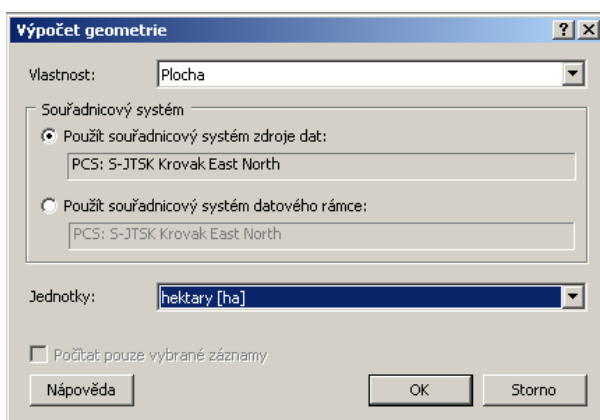 Výpočet geometrie
Vlastnost: Plocha
Souřadnicový systém
Použít souřadnicový systém zdroje dat:
PCS: S-JTSK Krovak East North
Použít souřadnicový systém datového rámce:
PCS: S-JTSK Krovak East North
Jednotky: hektary [ha]
Počítat pouze vybrané záznamy
Nápověda OK Storno